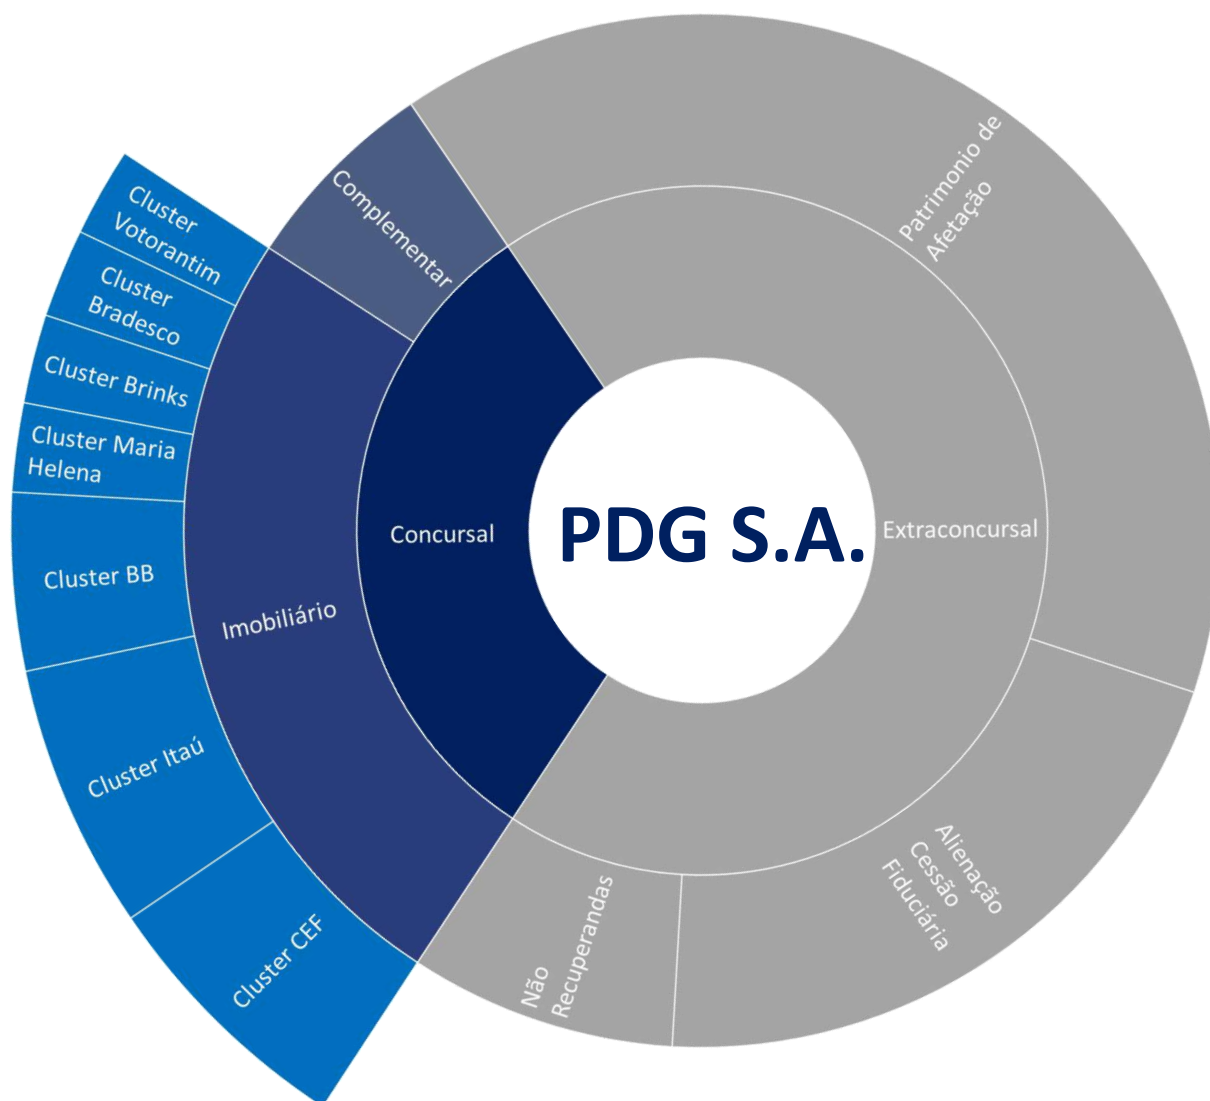 PDG S.A.
Concursal
Extraconcursal
Complementar
Imobiliário
Cluster
Votorantim
Cluster
Bradesco
Cluster Brinks
Cluster Maria
Helena
Cluster BB
Cluster Itaú
Cluster CEF
Patrimonio de
Afetação
Alienação
Cessão
Fiduciária
Não
Recuperandas